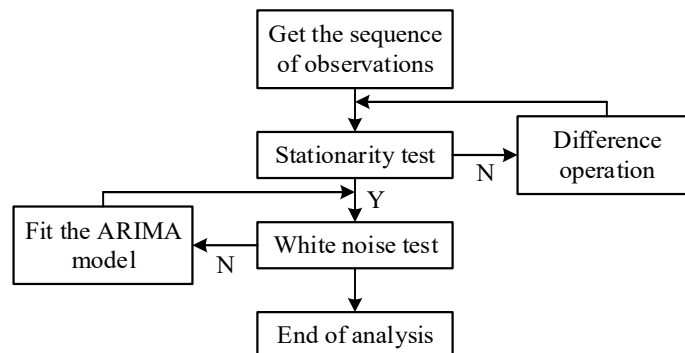 Get the sequence
of observations
Stationarity test
N
Difference
operation
Y
Fit the ARIMA
model
N
White noise test
End of analysis